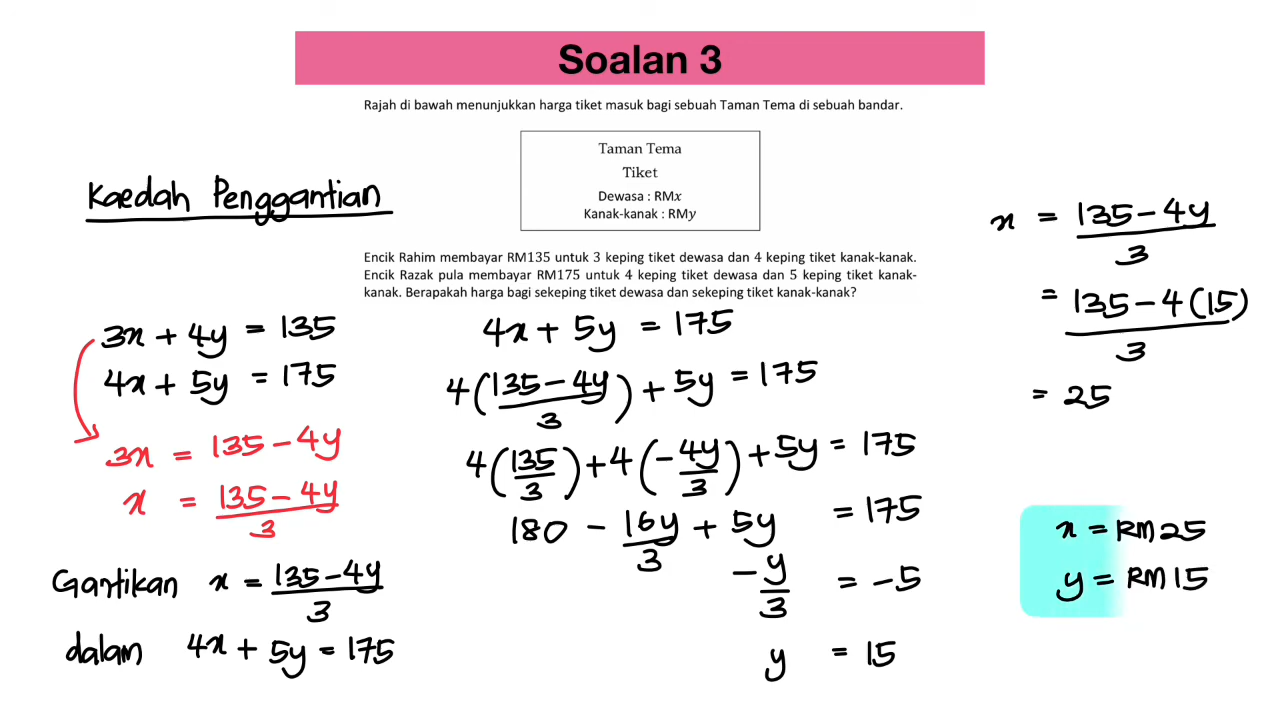 Soalan 3
Rajah di bawah menunjukkan harga tiket masuk bagi sebuah Taman Tema di sebuah bandar.
Taman Tema
Tiket
Dewasa : RMx
Kanak-kanak : RMy
Encik Rahim membayar RM135 untuk 3 keping tiket dewasa dan 4 keping tiket kanak-kanak.
Encik Razak pula membayar RM175 untuk 4 keping tiket dewasa dan 5 keping tiket kanak-
kanak. Berapakah harga bagi sekeping tiket dewasa dan sekeping tiket kanak-kanak?
Kaedah Penggantian
3x + 4y = 135
4x + 5y = 175
3x = 135 - 4y
x = (135 - 4y)/3
Gantikan x = (135 - 4y)/3
dalam 4x + 5y = 175
4x + 5y = 175
4((135 - 4y)/3) + 5y = 175
4(135/3) + 4(-4y/3) + 5y = 175
180 - 16y/3 + 5y = 175
-y/3 = -5
y = 15
x = (135 - 4y)/3
= (135 - 4(15))/3
= 25
x = RM25
y = RM15